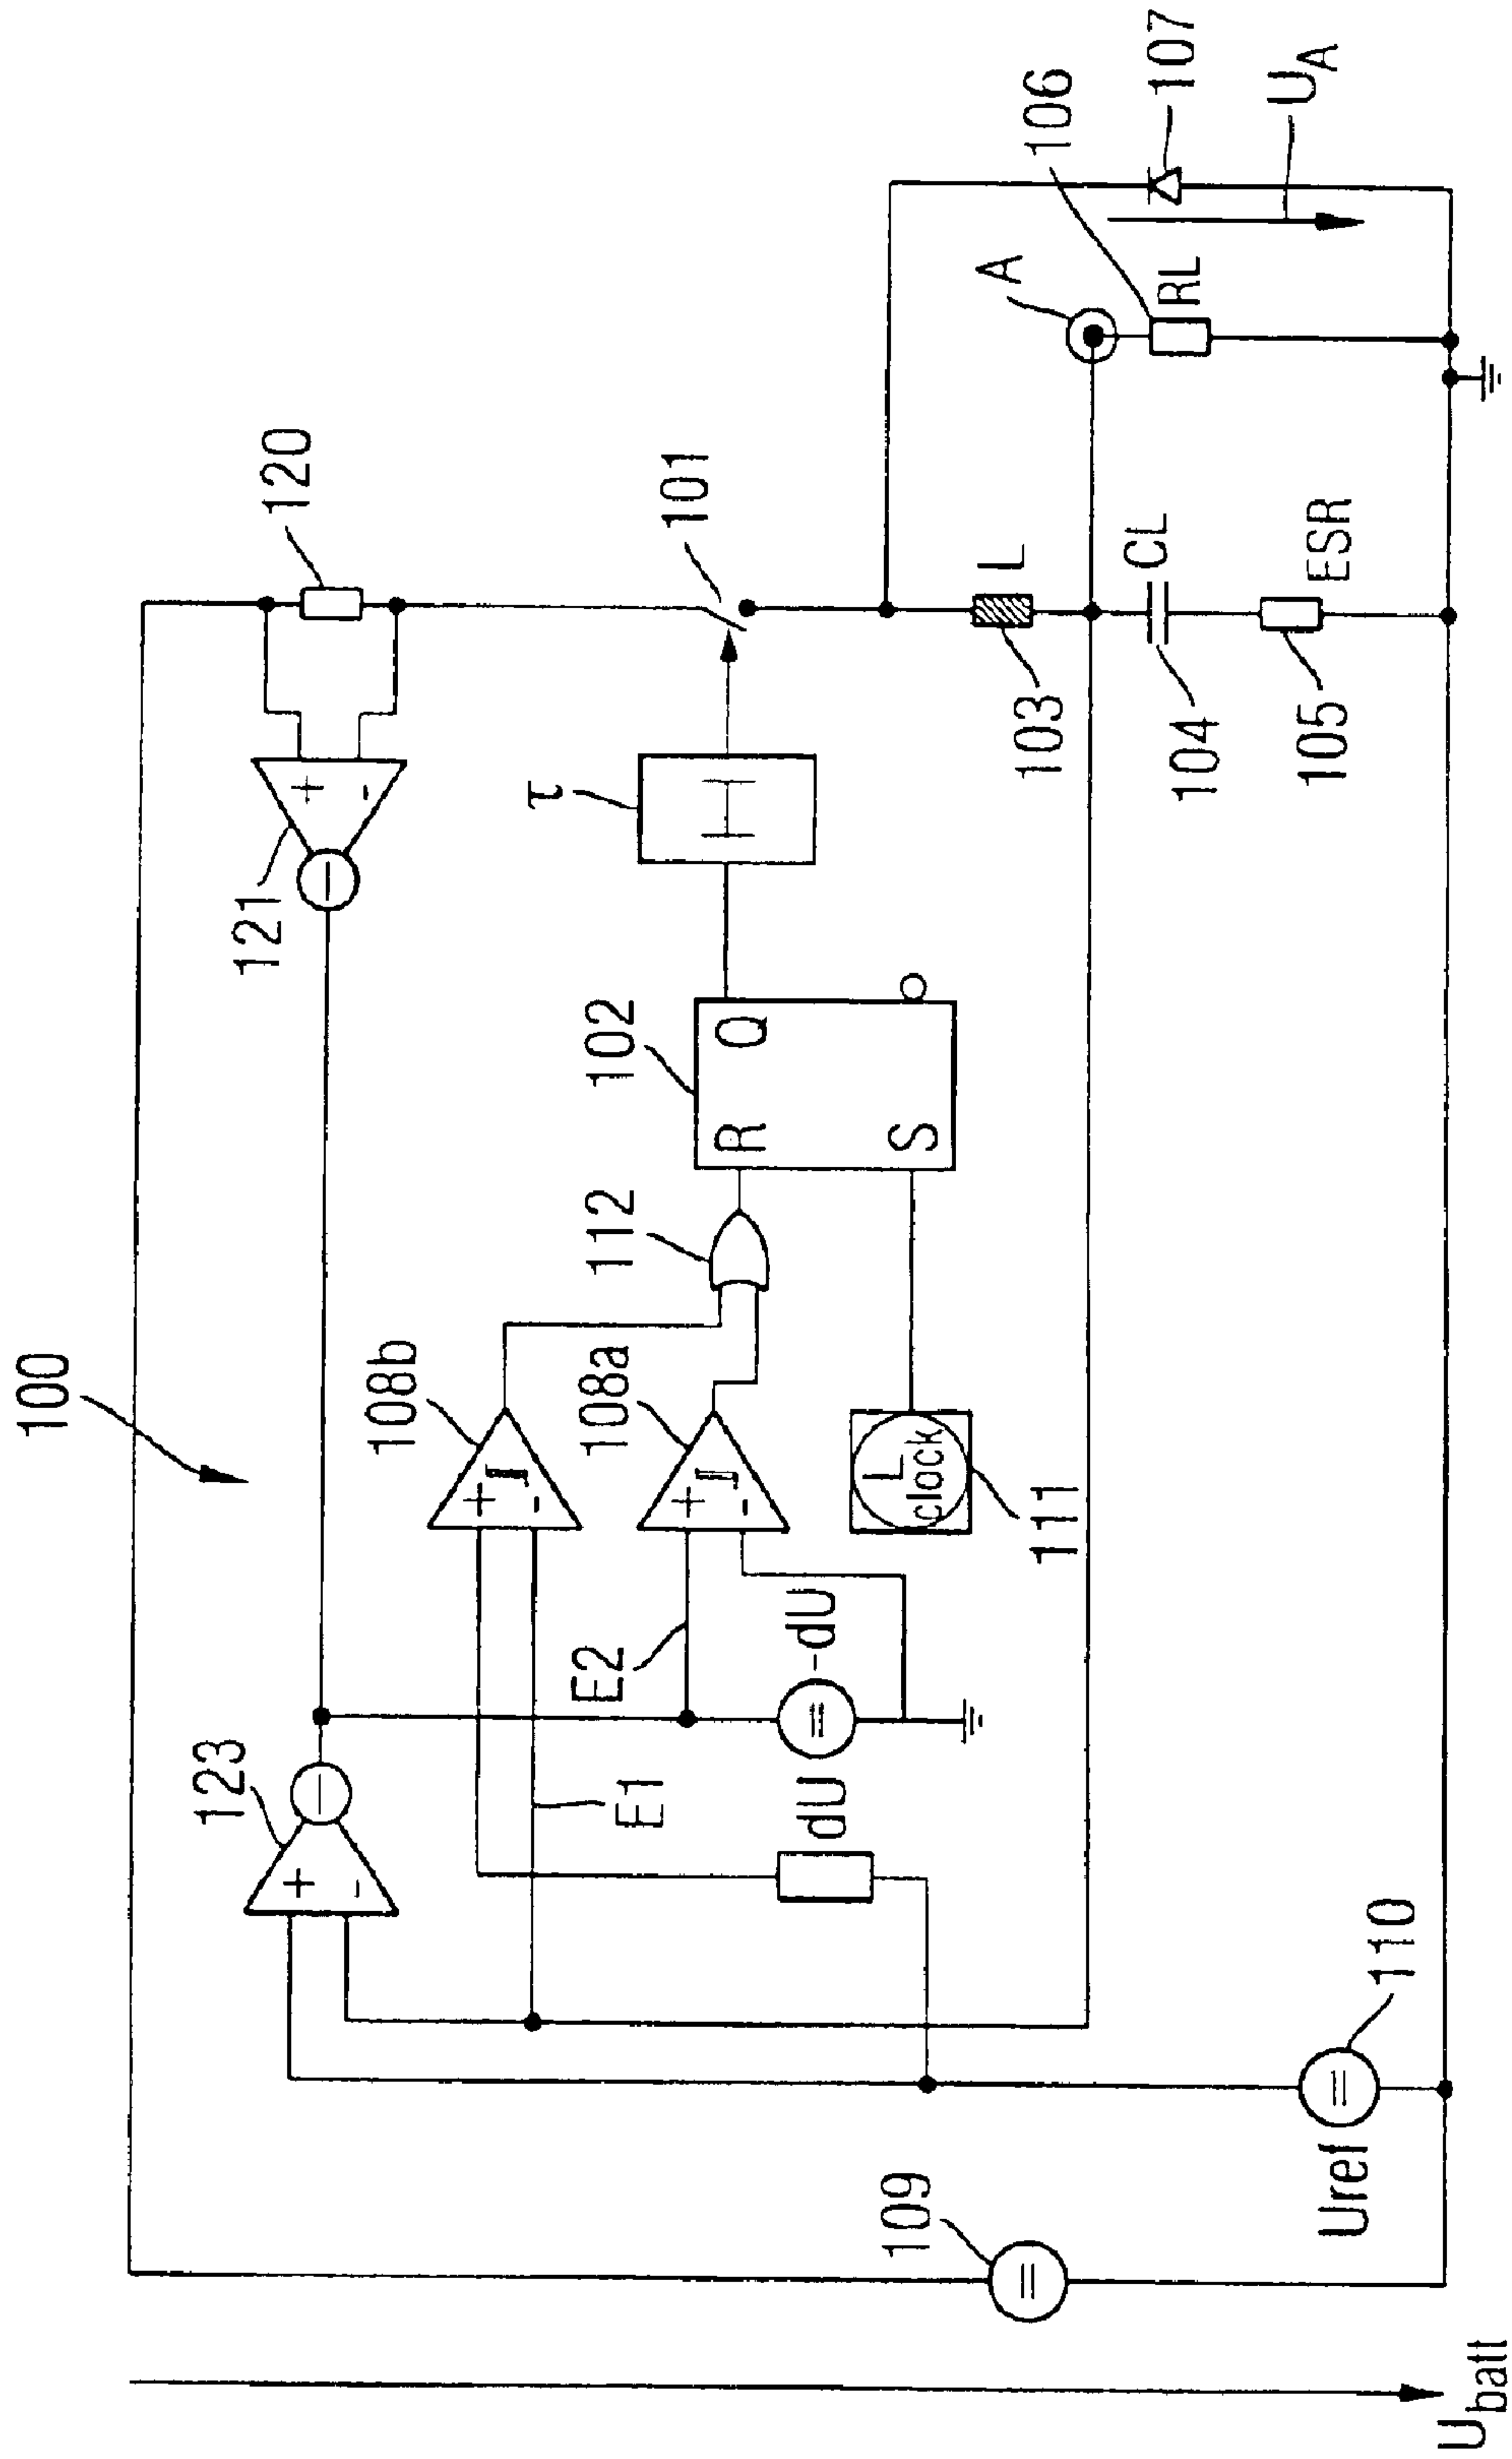 100
120
121
123
101
τ
102
R
Q
S
112
108b
+
-
108a
+
-
+
-
+
-
E2
E1
dU
-dU
L
clock
111
103
L
104
CL
105
ESR
A
106
RL
107
U_A
109
110
Uref
U_batt